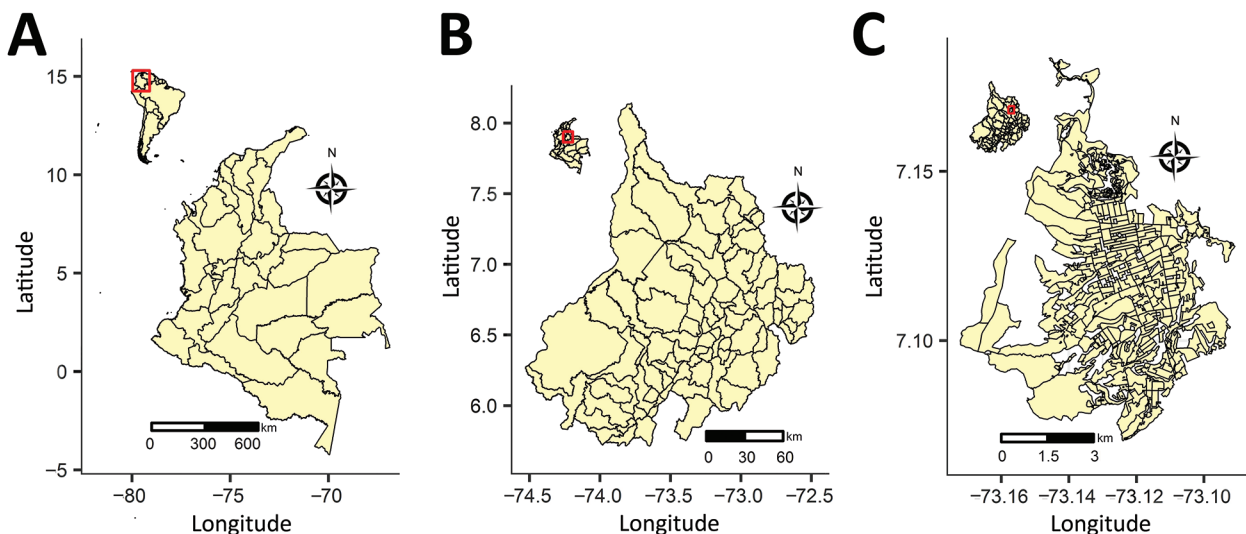 A
B
C
15
10
5
0
−5
Latitude
−80
−75
−70
Longitude
N
0
300
600
km
8.0
7.5
7.0
6.5
6.0
Latitude
−74.5
−74.0
−73.5
−73.0
−72.5
Longitude
N
0
30
60
km
7.15
7.10
Latitude
−73.16
−73.14
−73.12
−73.10
Longitude
N
0
1.5
3
km